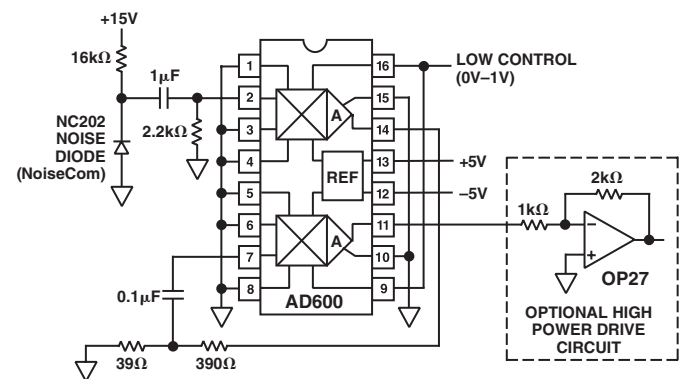 +15V
16kΩ
1µF
NC202
NOISE
DIODE
(NoiseCom)
2.2kΩ
1
2
3
4
5
6
7
8
16
15
14
13
12
11
10
9
A
REF
A
AD600
LOW CONTROL
(0V–1V)
+5V
–5V
0.1µF
39Ω
390Ω
1kΩ
2kΩ
–
+
OP27
OPTIONAL HIGH
POWER DRIVE
CIRCUIT